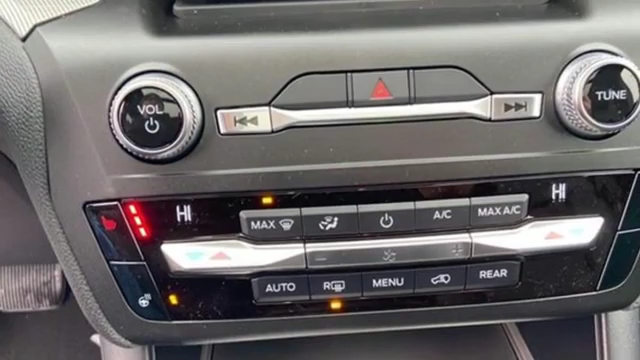 VOL
TUNE
HI
HI
MAX
A/C
MAX A/C
AUTO
R
MENU
REAR